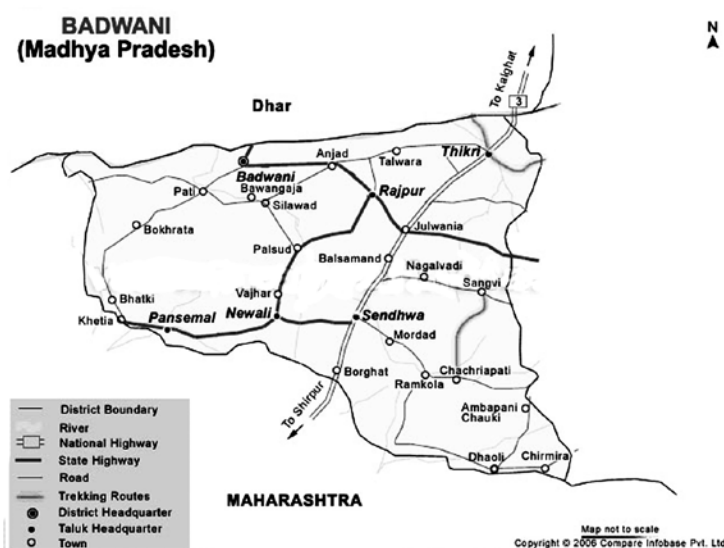 BADWANI
(Madhya Pradesh)
N
To Kalghat
3
Dhar
Thikri
Anjad
Talwara
Badwani
Pati
Bawangaja
Silawad
Rajpur
Bokhrata
Julwania
Palsud
Balsamand
Nagalvadi
Sangvi
Bhatki
Vajhar
Khetia
Pansemal
Newali
Sendhwa
Mordad
Borghat
Ramkola
Chachriapati
To Shirpur
Ambapani
Chauki
Dhaoli
Chirmira
District Boundary
River
National Highway
State Highway
Road
Trekking Routes
District Headquarter
Taluk Headquarter
Town
MAHARASHTRA
Map not to scale
Copyright © 2006 Compare Infobase Pvt. Ltd